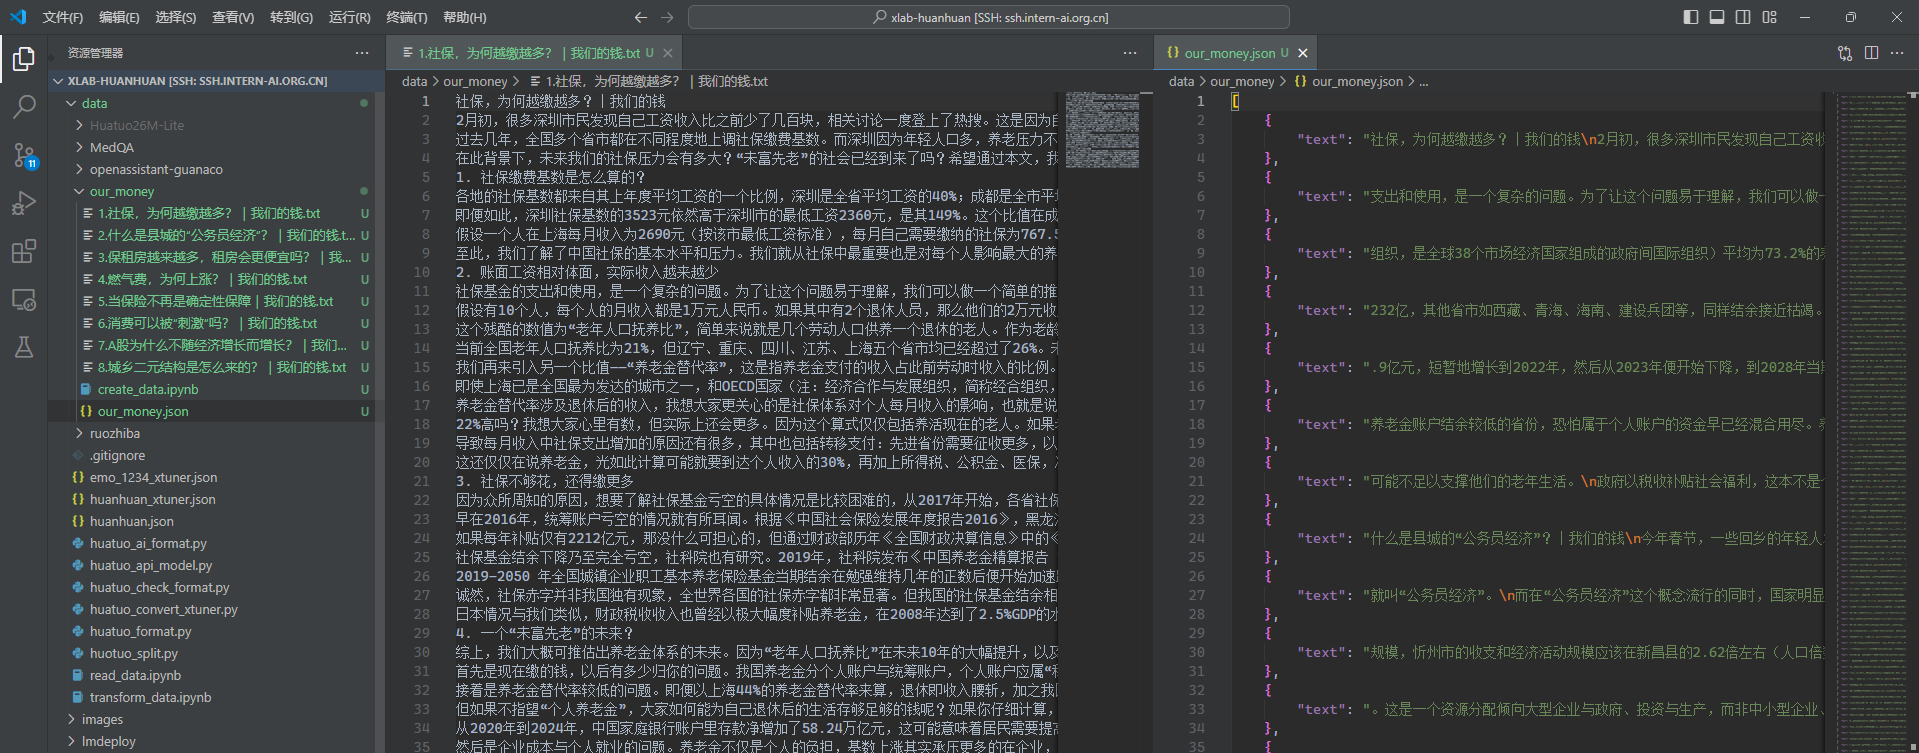 文件(F) 编辑(E) 选择(S) 查看(V) 转到(G) 运行(R) 终端(T) 帮助(H)
xlab-huanhuan [SSH: ssh.intern-ai.org.cn]
资源管理器
XLAB-HUANHUAN [SSH: SSH.INTERN-AI.ORG.CN]
data
Huatuo26M-Lite
MedQA
openassistant-guanaco
our_money
1.社保，为何越缴越多？ | 我们的钱.txt U
2.什么是县城的“公务员经济”？ | 我们的钱.t... U
3.保租房越来越多，租房会更便宜吗？ | 我... U
4.燃气费，为何上涨？ | 我们的钱.txt U
5.当保险不再是确定性保障 | 我们的钱.txt U
6.消费可以被“刺激”吗？ | 我们的钱.txt U
7.A股为什么不随经济增长而增长？ | 我们... U
8.城乡二元结构是怎么来的？ | 我们的钱.txt U
create_data.ipynb U
our_money.json U
ruozhiba
.gitignore
emo_1234_xtuner.json
huanhuan_xtuner.json
huanhuan.json
huatuo_ai_format.py
huatuo_api_model.py
huatuo_check_format.py
huatuo_convert_xtuner.py
huatuo_format.py
huotuo_split.py
read_data.ipynb
transform_data.ipynb
images
lmdeploy
11
1.社保，为何越缴越多？ | 我们的钱.txt U
data > our_money > 1.社保，为何越缴越多？ | 我们的钱.txt
1 社保，为何越缴越多？｜我们的钱
2 2月初，很多深圳市民发现自己工资收入比之前少了几百块，相关讨论一度登上了热搜。这是因为自
3 过去几年，全国多个省市都在不同程度地上调社保缴费基数。而深圳因为年轻人口多，养老压力不
4 在此背景下，未来我们的社保压力会有多大？“未富先老”的社会已经到来了吗？希望通过本文，我
5 1. 社保缴费基数是怎么算的？
6 各地的社保基数都来自其上年度平均工资的一个比例，深圳是全省平均工资的40%；成都是全市平均
7 即便如此，深圳社保基数的3523元依然高于深圳市的最低工资2360元，是其149%。这个比值在成
8 假设一个人在上海每月收入为2690元（按该市最低工资标准），每月自己需要缴纳的社保为767.5
9 至此，我们了解了中国社保的基本水平和压力。我们就从社保中最重要也是对每个人影响最大的养
10 2. 账面工资相对体面，实际收入越来越少
11 社保基金的支出和使用，是一个复杂的问题。为了让这个问题易于理解，我们可以做一个简单的推
12 假设有10个人，每个人的月收入都是1万元人民币。如果其中有2个退休人员，那么他们的2万元收
13 这个残酷的数值为“老年人口抚养比”，简单来说就是几个劳动人口供养一个退休的老人。作为老龄
14 当前全国老年人口抚养比为21%，但辽宁、重庆、四川、江苏、上海五个省市均已经超过了26%。未
15 我们再来引入另一个比值——“养老金替代率”，这是指养老金支付的收入占此前劳动时收入的比例。
16 即使上海已是全国最为发达的城市之一，和OECD国家（注：经济合作与发展组织，简称经合组织，
17 养老金替代率涉及退休后的收入，我想大家更关心的是社保体系对个人每月收入的影响，也就是说
18 22%高吗？我想大家心里有数，但实际上还会更多。因为这个算式仅仅包括养活现在的老人。如果
19 导致每月收入中社保支出增加的原因还有很多，其中也包括转移支付：先进省份需要征收更多，以
20 这还仅仅在说养老金，光如此计算可能就要到达个人收入的30%，再加上所得税、公积金、医保，
21 3. 社保不够花，还得缴更多
22 因为众所周知的原因，想要了解社保基金亏空的具体情况是比较困难的，从2017年开始，各省社保
23 早在2016年，统筹账户亏空的情况就有所耳闻。根据《中国社会保险发展年度报告2016》，黑龙
24 如果每年补贴仅有2212亿元，那没什么可担心的，但通过财政部历年《全国财政决算信息》中的《
25 社保基金结余下降乃至完全亏空，社科院也有研究。2019年，社科院发布《中国养老金精算报告
26 2019-2050 年全国城镇企业职工基本养老保险基金当期结余在勉强维持几年的正数后便开始加速
27 诚然，社保赤字并非我国独有现象，全世界各国的社保赤字都非常显著。但我国的社保基金结余相
28 日本情况与我们类似，财政税收收入也曾经以极大幅度补贴养老金，在2008年达到了2.5%GDP的水
29 4. 一个“未富先老”的未来？
30 综上，我们大概可推估出养老金体系的未来。因为“老年人口抚养比”在未来10年的大幅提升，以及
31 首先是现在缴的钱，以后有多少归你的问题。我国养老金分个人账户与统筹账户，个人账户应属“
32 接着是养老金替代率较低的问题。即便以上海44%的养老金替代率来算，退休即收入腰斩，加之我
33 但如果不指望“个人养老金”，大家如何能为自己退休后的生活存够足够的钱呢？如果你仔细计算，
34 从2020年到2024年，中国家庭银行账户里存款净增加了58.24万亿元，这可能意味着居民需要提高
35 然后是企业成本与个人就业的问题。养老金不仅是个人的负担，基数上涨其实承压更多的在企业，
our_money.json U
data > our_money > our_money.json > ...
1 [
2 {
3 "text": "社保，为何越缴越多？｜我们的钱\n2月初，很多深圳市民发现自己工资收
4 },
5 {
6 "text": "支出和使用，是一个复杂的问题。为了让这个问题易于理解，我们可以做一
7 },
8 {
9 "text": "组织，是全球38个市场经济国家组成的政府间国际组织）平均为73.2%的
10 },
11 {
12 "text": "232亿，其他省市如西藏、青海、海南、建设兵团等，同样结余接近枯竭。
13 },
14 {
15 "text": ".9亿元，短暂地增长到2022年，然后从2023年便开始下降，到2028年当
16 },
17 {
18 "text": "养老金账户结余较低的省份，恐怕属于个人账户的资金早已经混合用尽。
19 },
20 {
21 "text": "可能不足以支撑他们的老年生活。\n政府以税收补贴社会福利，这本不是
22 },
23 {
24 "text": "什么是县城的“公务员经济”？｜我们的钱\n今年春节，一些回乡的年轻人
25 },
26 {
27 "text": "就叫“公务员经济”。\n而在“公务员经济”这个概念流行的同时，国家明显
28 },
29 {
30 "text": "规模，忻州市的收支和经济活动规模应该在新昌县的2.62倍左右（人口倍
31 },
32 {
33 "text": "。这是一个资源分配倾向大型企业与政府、投资与生产，而非中小型企业、
34 },
35 {